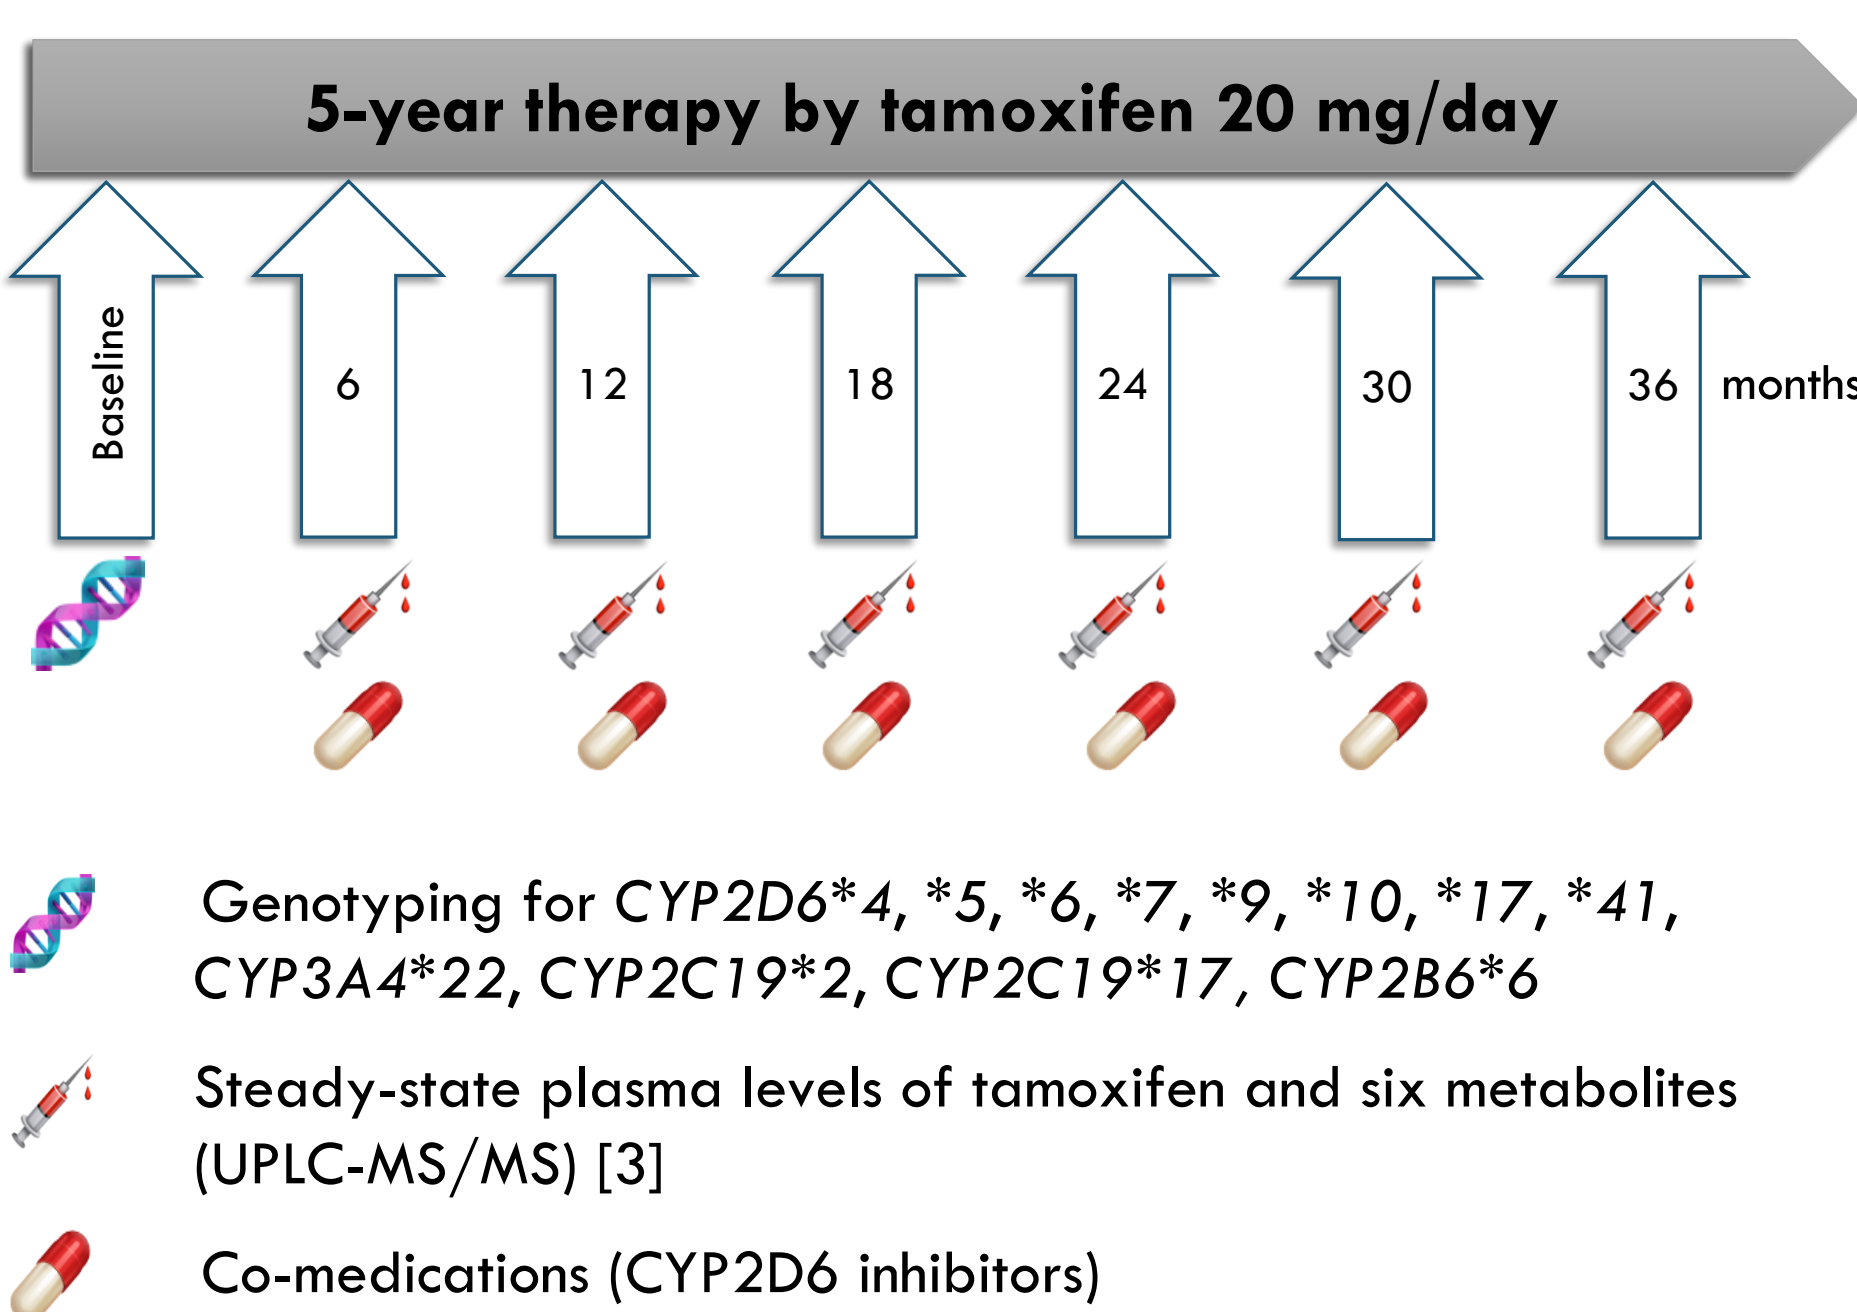 5-year therapy by tamoxifen 20 mg/day
Baseline
6
12
18
24
30
36
months
Genotyping for CYP2D6*4, *5, *6, *7, *9, *10, *17, *41,
CYP3A4*22, CYP2C19*2, CYP2C19*17, CYP2B6*6
Steady-state plasma levels of tamoxifen and six metabolites
(UPLC-MS/MS) [3]
Co-medications (CYP2D6 inhibitors)